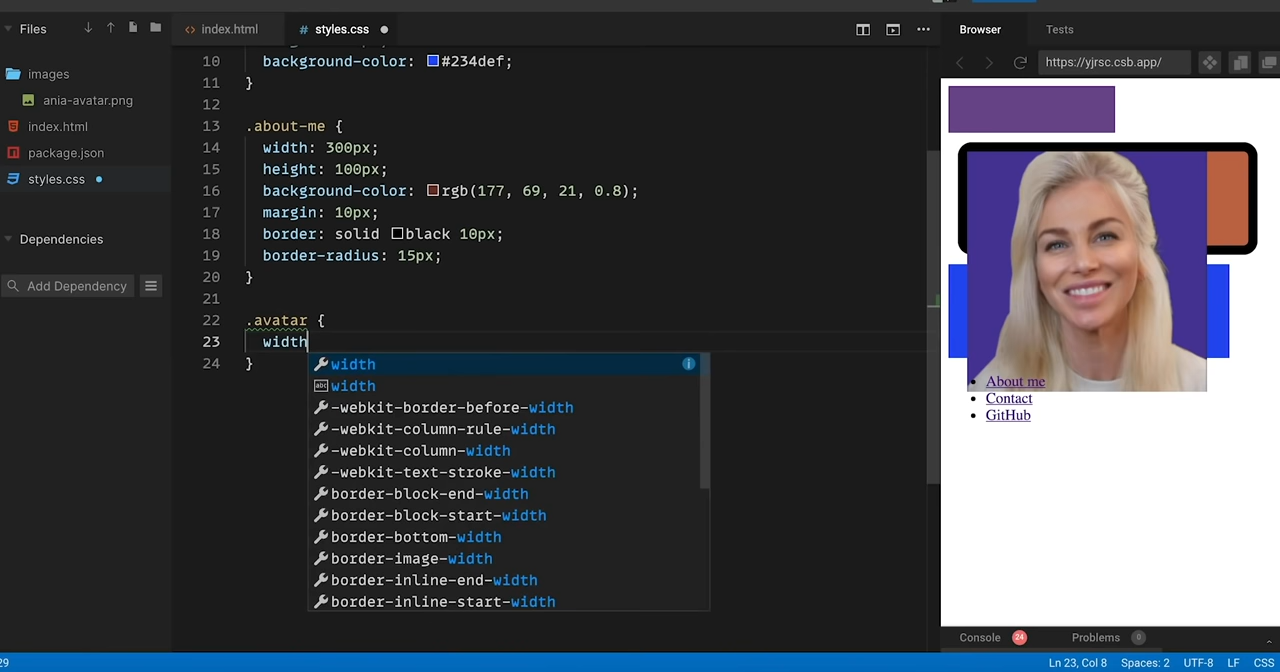 Files
index.html
styles.css
Browser
Tests
https://yjrsc.csb.app/
images
ania-avatar.png
index.html
package.json
styles.css
Dependencies
Add Dependency
10 background-color: #234def;
11 }
12
13 .about-me {
14 width: 300px;
15 height: 100px;
16 background-color: rgb(177, 69, 21, 0.8);
17 margin: 10px;
18 border: solid black 10px;
19 border-radius: 15px;
20 }
21
22 .avatar {
23 width
24 }
width
width
-webkit-border-before-width
-webkit-column-rule-width
-webkit-column-width
-webkit-text-stroke-width
border-block-end-width
border-block-start-width
border-bottom-width
border-image-width
border-inline-end-width
border-inline-start-width
About me
Contact
GitHub
Console 24 Problems 0
29 Ln 23, Col 8 Spaces: 2 UTF-8 LF CSS